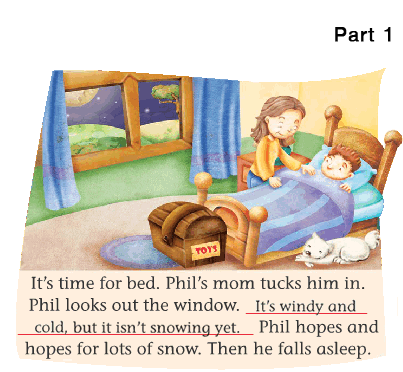 Part 1
TOYS
It's time for bed. Phil's mom tucks him in.
Phil looks out the window. It's windy and
cold, but it isn't snowing yet. Phil hopes and
hopes for lots of snow. Then he falls asleep.